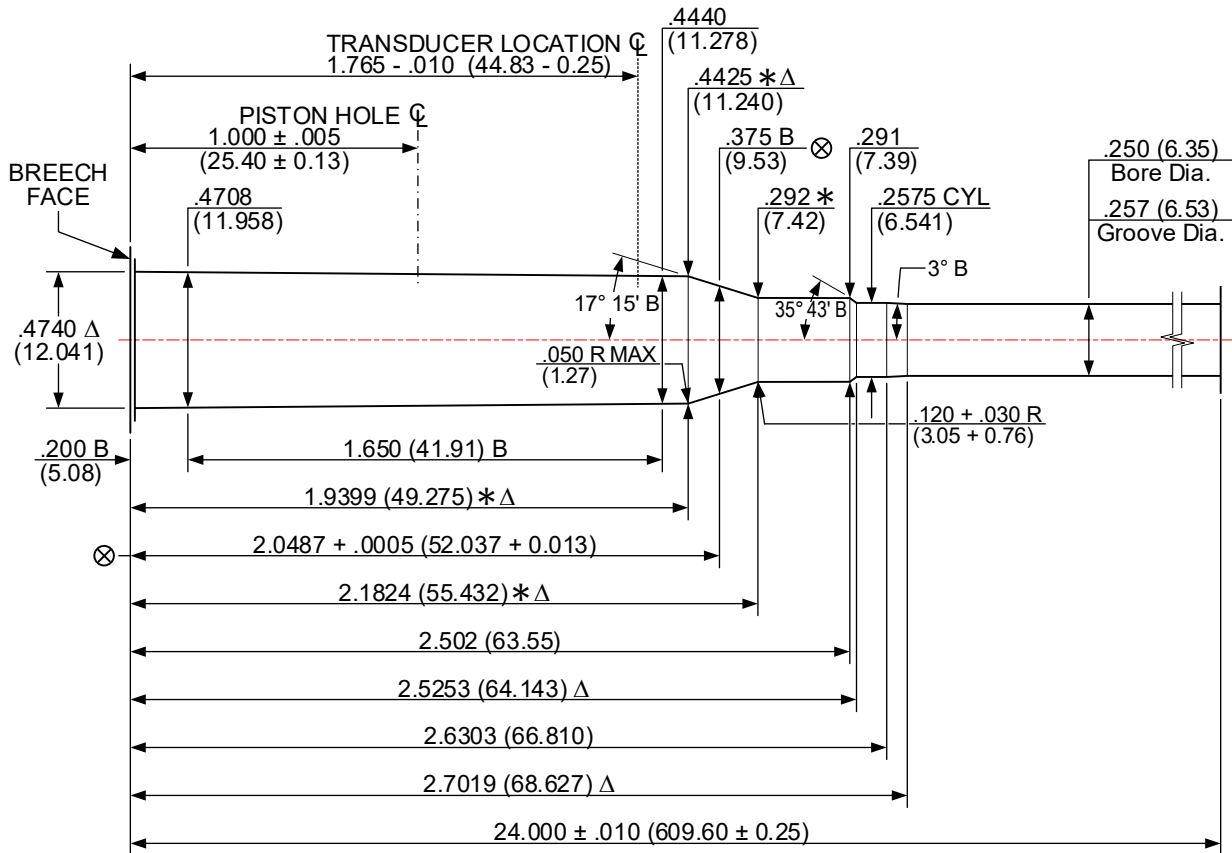 .4440
(11.278)
TRANSDUCER LOCATION ℄
1.765 - .010 (44.83 - 0.25)
.4425 * Δ
(11.240)
PISTON HOLE ℄
1.000 ± .005
(25.40 ± 0.13)
.375 B ⊗
(9.53)
.291
(7.39)
.250 (6.35)
Bore Dia.
BREECH
FACE
.4708
(11.958)
.292 *
(7.42)
.2575 CYL
(6.541)
.257 (6.53)
Groove Dia.
3° B
17° 15' B
35° 43' B
.4740 Δ
(12.041)
.050 R MAX
(1.27)
.120 + .030 R
(3.05 + 0.76)
.200 B
(5.08)
1.650 (41.91) B
1.9399 (49.275) * Δ
⊗ 2.0487 + .0005 (52.037 + 0.013)
2.1824 (55.432) * Δ
2.502 (63.55)
2.5253 (64.143) Δ
2.6303 (66.810)
2.7019 (68.627) Δ
24.000 ± .010 (609.60 ± 0.25)